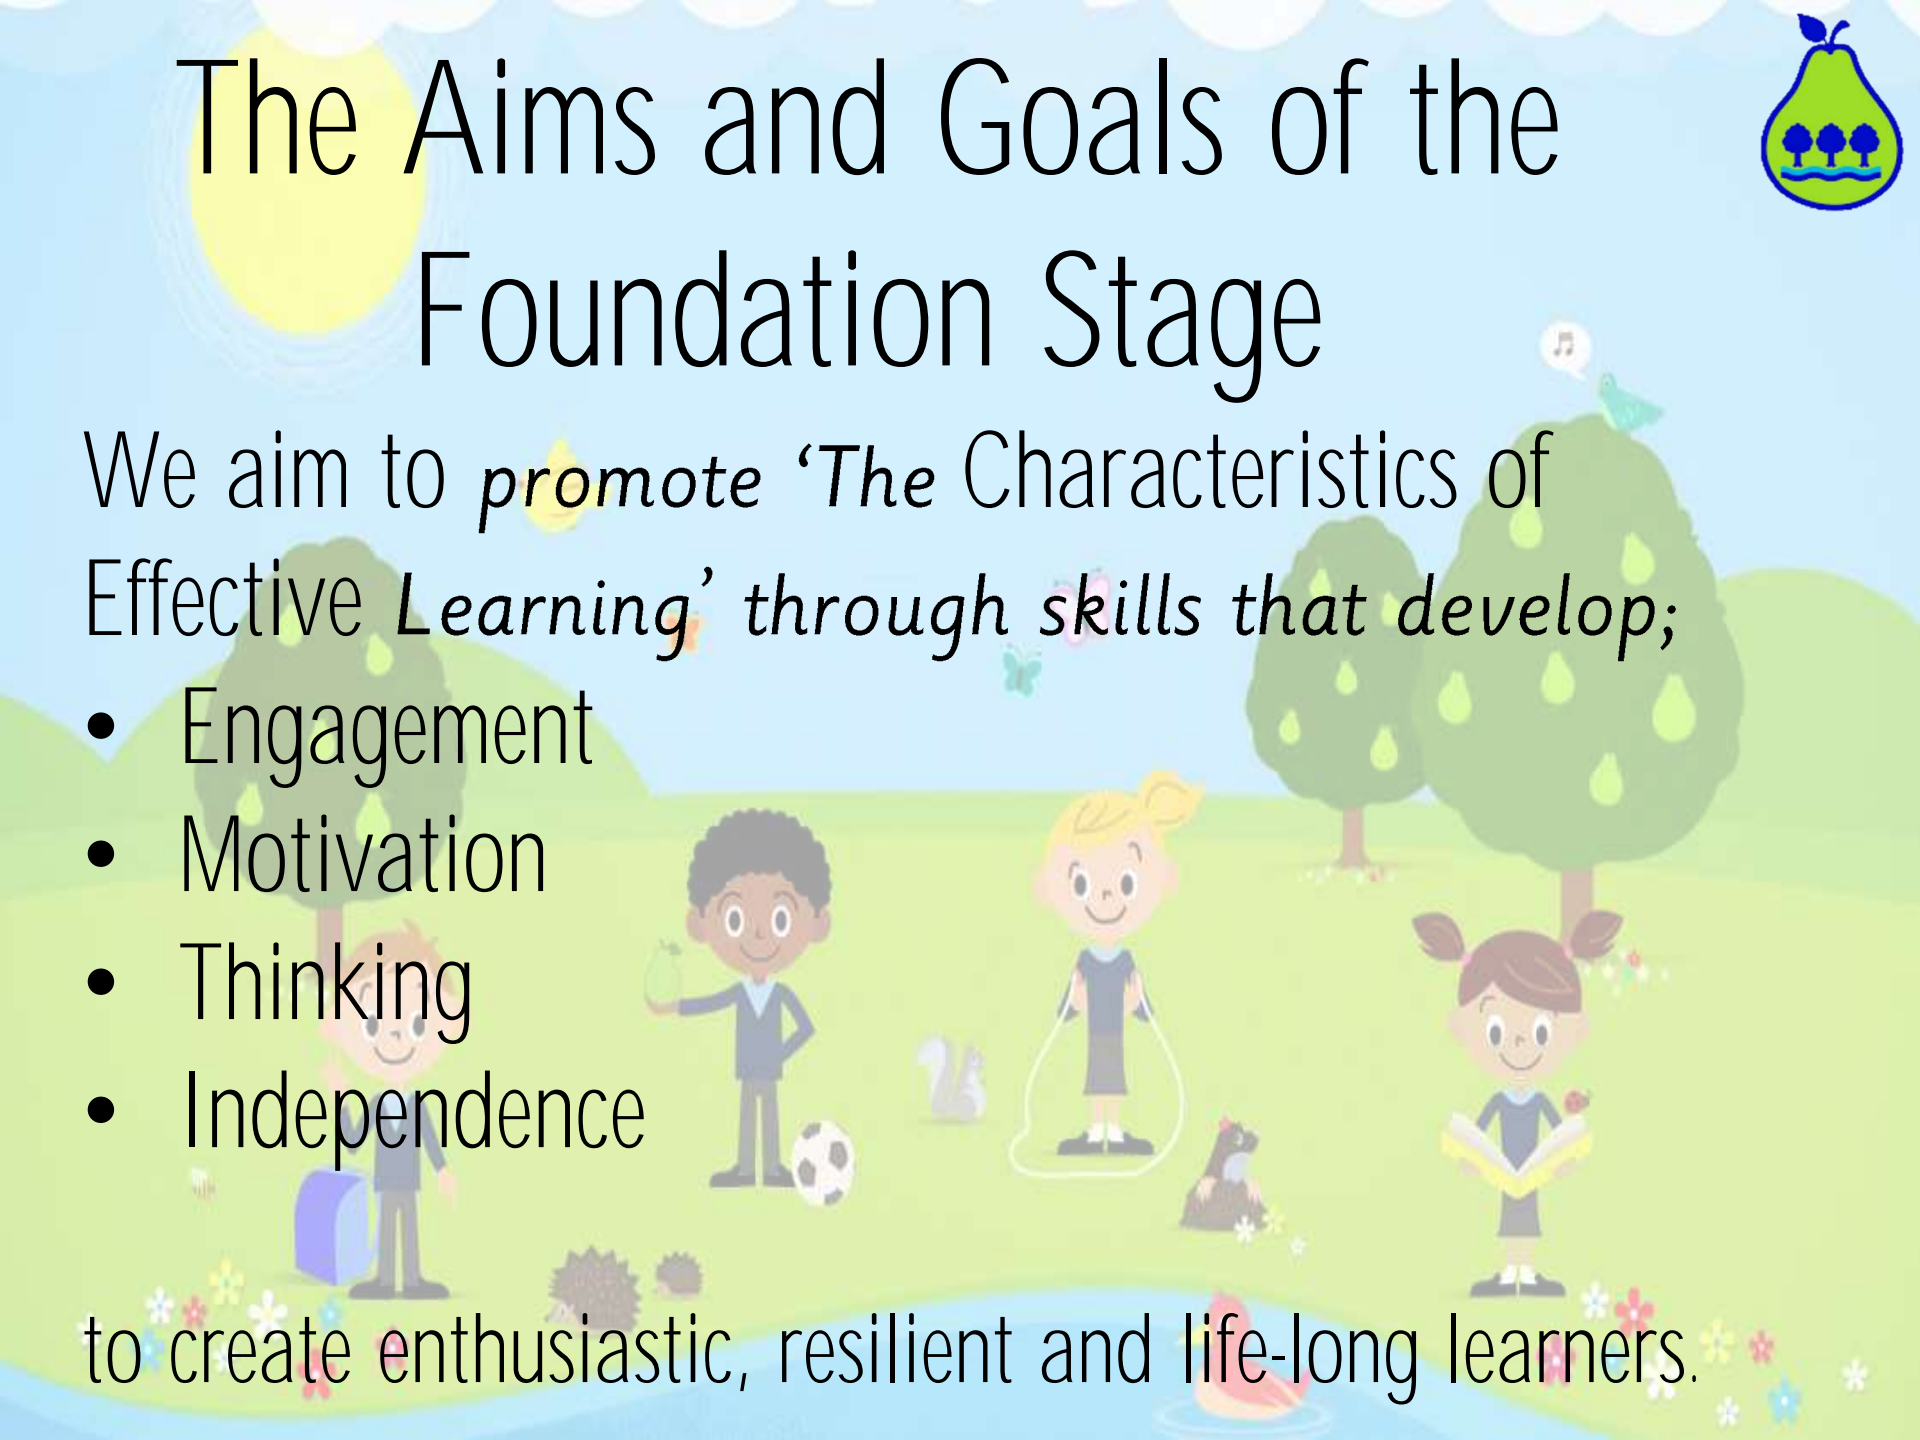 The Aims and Goals of the
Foundation Stage
We aim to promote ‘The Characteristics of
Effective Learning’ through skills that develop;
• Engagement
• Motivation
• Thinking
• Independence
to create enthusiastic, resilient and life-long learners.